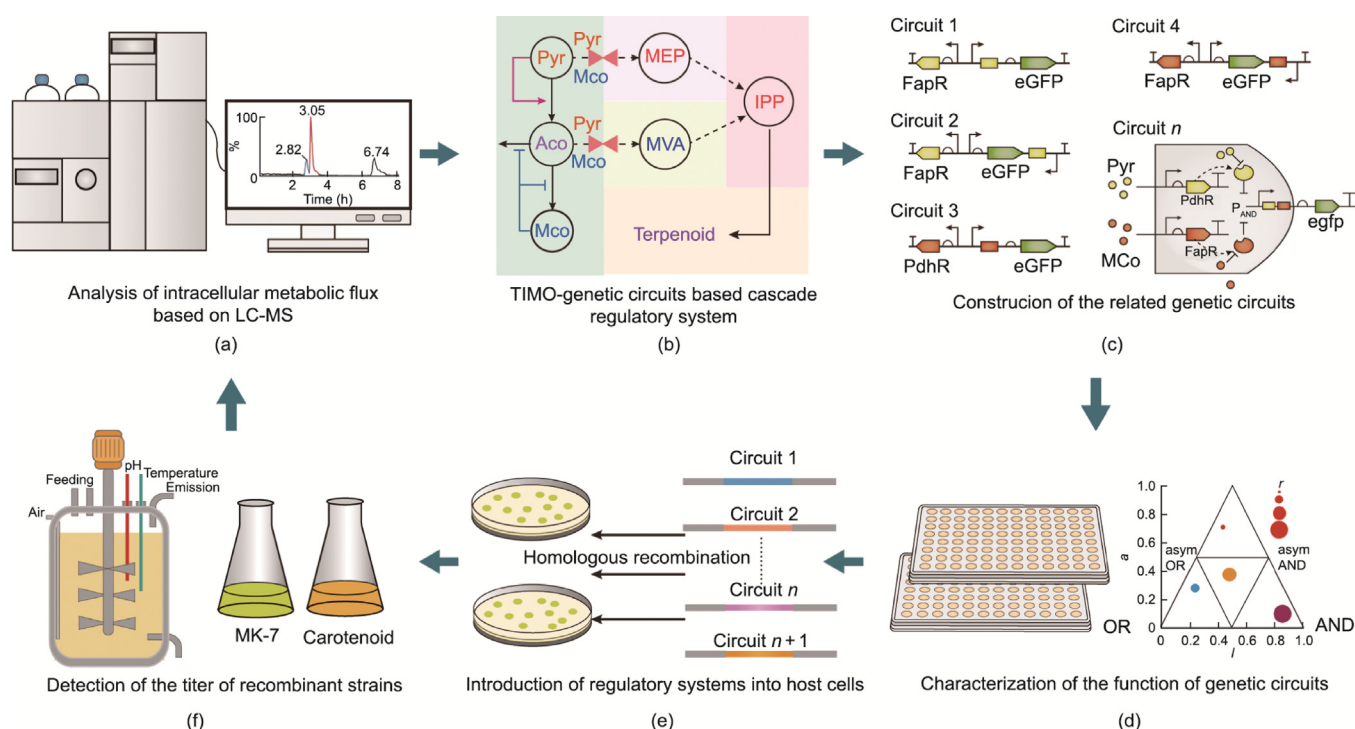 100
%
0
2.82
3.05
6.74
0 2 4 6 8
Time (h)
Analysis of intracellular metabolic flux
based on LC-MS
(a)
Pyr
Pyr
Mco
MEP
IPP
Aco
Pyr
Mco
MVA
Mco
Terpenoid
TIMO-genetic circuits based cascade
regulatory system
(b)
Circuit 1
FapR
eGFP
Circuit 2
FapR
eGFP
Circuit 3
PdhR
eGFP
Circuit 4
FapR
eGFP
Circuit n
Pyr
PdhR
PAND
egfp
MCo
FapR
Construcion of the related genetic circuits
(c)
Feeding
pH
Temperature
Emission
Air
MK-7
Carotenoid
Detection of the titer of recombinant strains
(f)
Circuit 1
Circuit 2
Homologous recombination
Circuit n
Circuit n + 1
Introduction of regulatory systems into host cells
(e)
1.0
0.8
0.6
0.4
0.2
0
a
r
asym
OR
asym
AND
OR
AND
0 0.2 0.4 0.6 0.8 1.0
l
Characterization of the function of genetic circuits
(d)